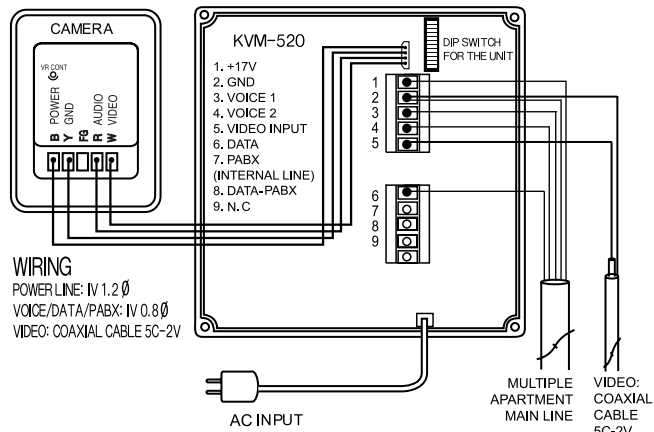 CAMERA
VR CONT
POWER
GND
AUDIO
VIDEO
B
Y
FG
R
W
KVM-520
1. +17V
2. GND
3. VOICE 1
4. VOICE 2
5. VIDEO INPUT
6. DATA
7. PABX
(INTERNAL LINE)
8. DATA-PABX
9. N.C
DIP SWITCH
FOR THE UNIT
1
2
3
4
5
6
7
8
9
WIRING
POWER LINE: IV 1.2 Ø
VOICE/DATA/PABX: IV 0.8 Ø
VIDEO: COAXIAL CABLE 5C-2V
AC INPUT
MULTIPLE
APARTMENT
MAIN LINE
VIDEO:
COAXIAL
CABLE
5C-2V